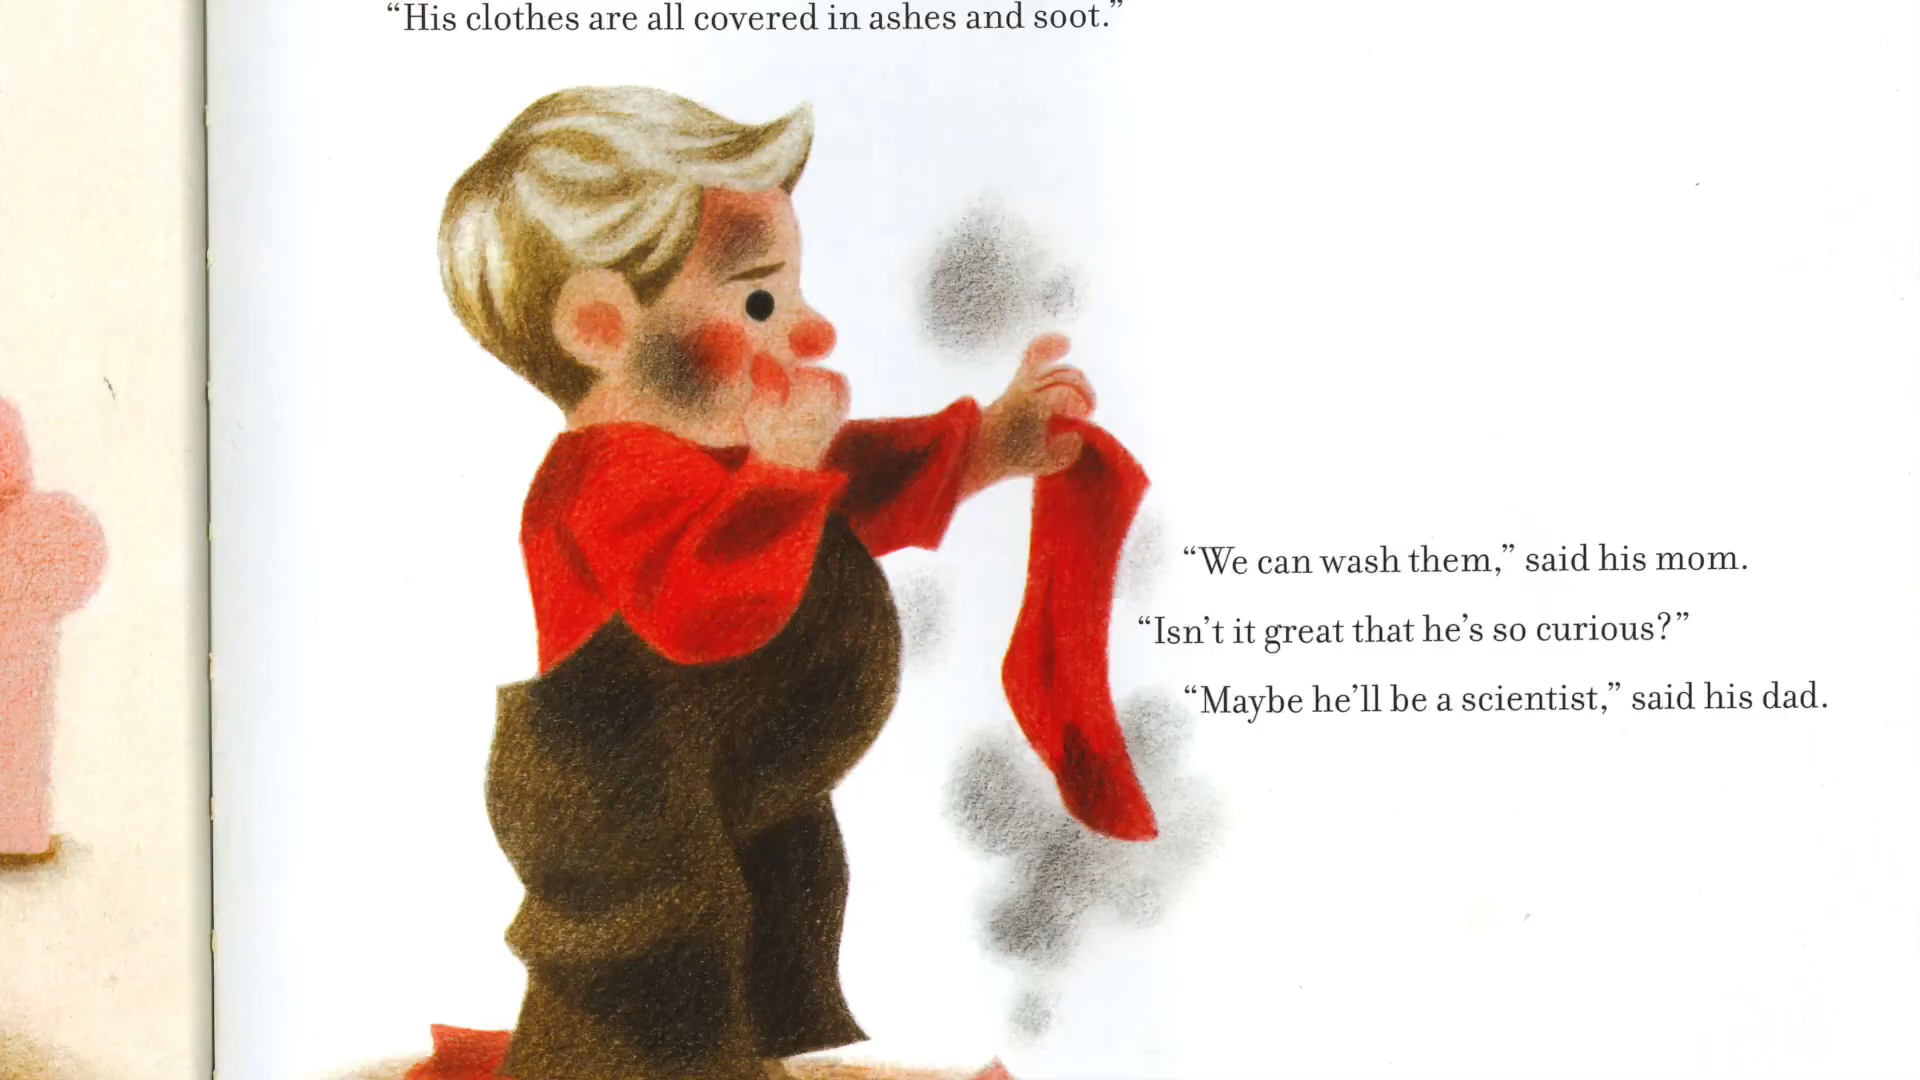 “His clothes are all covered in ashes and soot.”
“We can wash them,” said his mom.
“Isn’t it great that he’s so curious?”
“Maybe he’ll be a scientist,” said his dad.